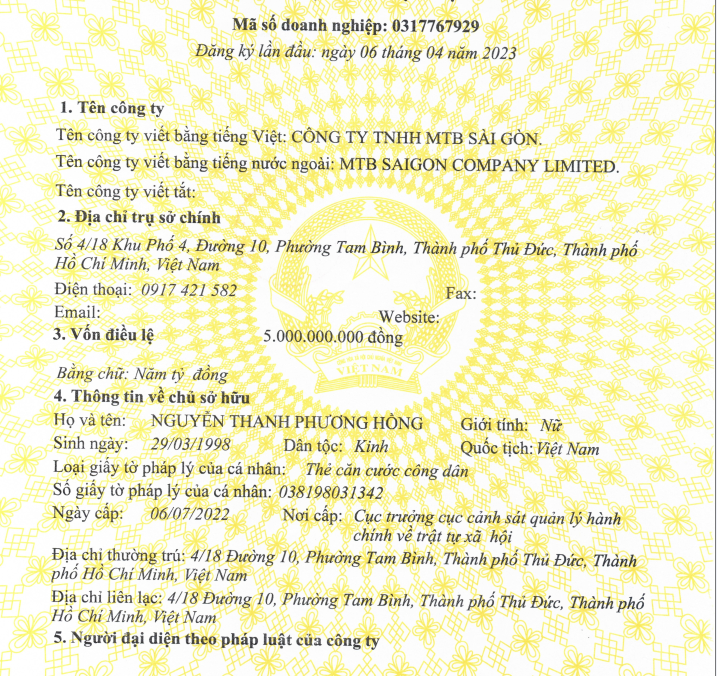 Mã số doanh nghiệp: 0317767929
Đăng ký lần đầu: ngày 06 tháng 04 năm 2023
1. Tên công ty
Tên công ty viết bằng tiếng Việt: CÔNG TY TNHH MTB SÀI GÒN.
Tên công ty viết bằng tiếng nước ngoài: MTB SAIGON COMPANY LIMITED.
Tên công ty viết tắt:
2. Địa chỉ trụ sở chính
Số 4/18 Khu Phố 4, Đường 10, Phường Tam Bình, Thành phố Thủ Đức, Thành phố
Hồ Chí Minh, Việt Nam
Điện thoại: 0917 421 582 Fax:
Email: Website:
3. Vốn điều lệ 5.000.000.000 đồng
Bằng chữ: Năm tỷ đồng
4. Thông tin về chủ sở hữu
Họ và tên: NGUYỄN THANH PHƯƠNG HỒNG Giới tính: Nữ
Sinh ngày: 29/03/1998 Dân tộc: Kinh Quốc tịch: Việt Nam
Loại giấy tờ pháp lý của cá nhân: Thẻ căn cước công dân
Số giấy tờ pháp lý của cá nhân: 038198031342
Ngày cấp: 06/07/2022 Nơi cấp: Cục trưởng cục cảnh sát quản lý hành
chính về trật tự xã hội
Địa chỉ thường trú: 4/18 Đường 10, Phường Tam Bình, Thành phố Thủ Đức, Thành
phố Hồ Chí Minh, Việt Nam
Địa chỉ liên lạc: 4/18 Đường 10, Phường Tam Bình, Thành phố Thủ Đức, Thành phố
Hồ Chí Minh, Việt Nam
5. Người đại diện theo pháp luật của công ty
VIỆT NAM